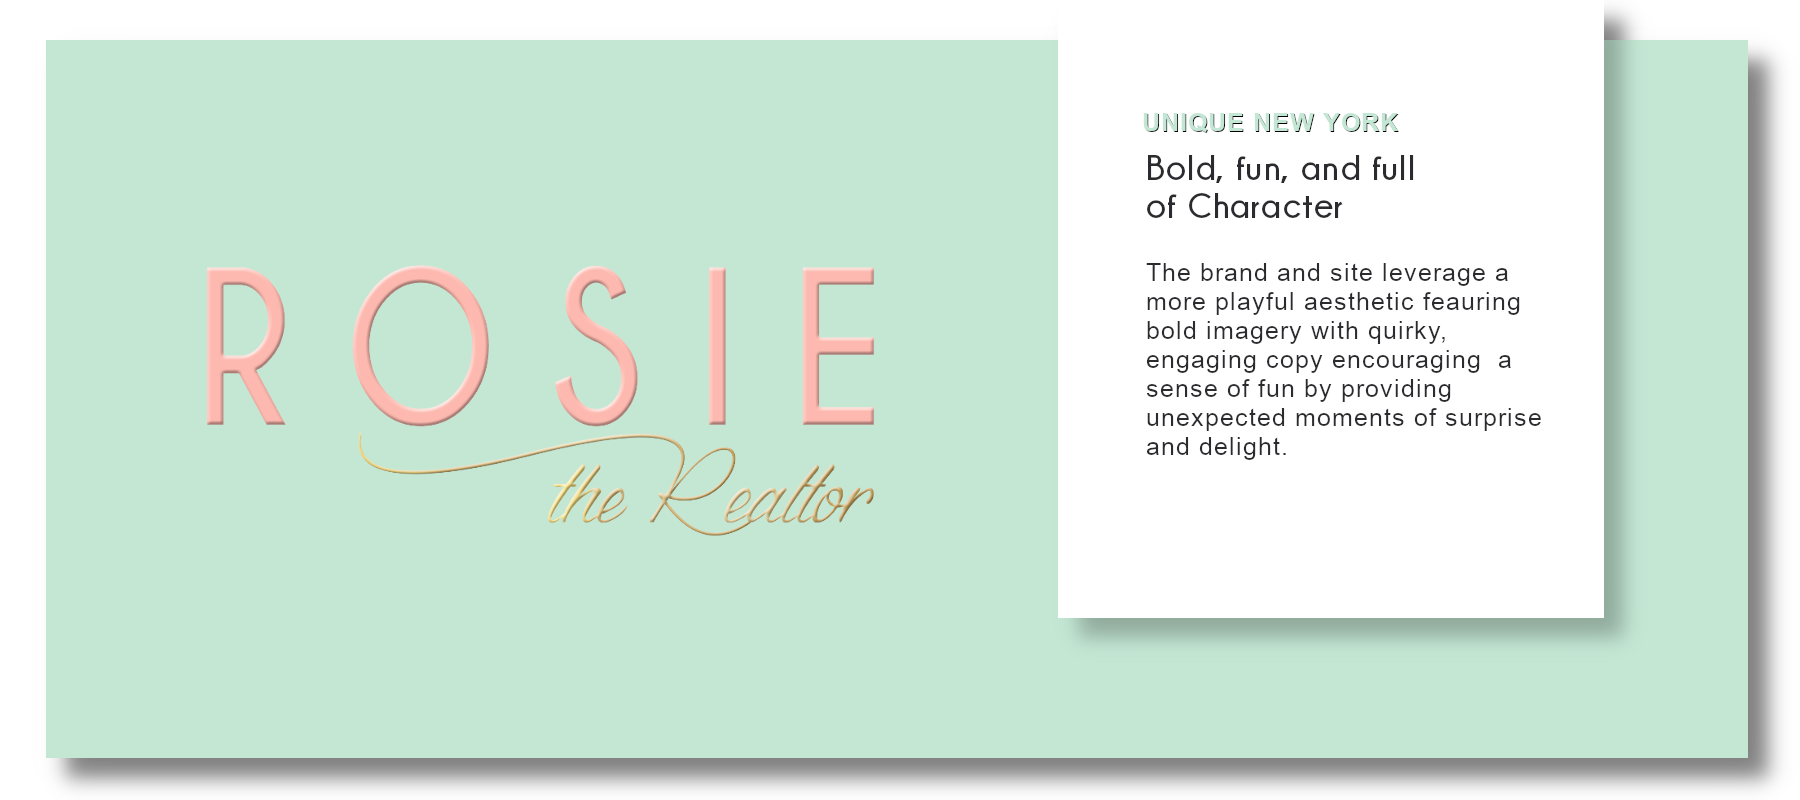 ROSIE
the Realtor
UNIQUE NEW YORK
Bold, fun, and full
of Character
The brand and site leverage a
more playful aesthetic feauring
bold imagery with quirky,
engaging copy encouraging  a
sense of fun by providing
unexpected moments of surprise
and delight.